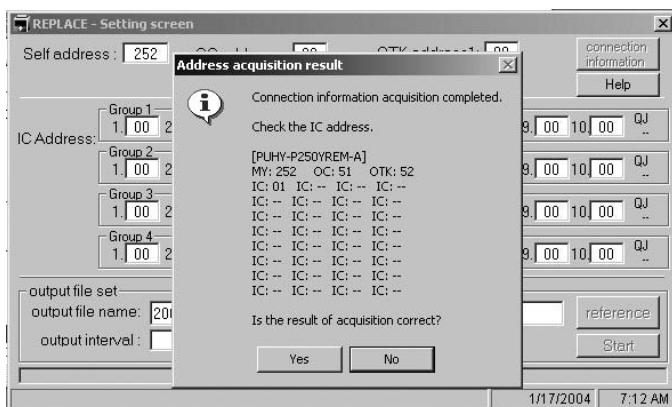 REPLACE - Setting screen
Self address : 252
connection information
Help
Address acquisition result
Connection information acquisition completed.
Check the IC address.
[PUHY-P250YREM-A]
MY: 252 OC: 51 OTK: 52
IC: 01 IC: -- IC: -- IC: --
IC: -- IC: -- IC: -- IC: --
IC: -- IC: -- IC: -- IC: --
IC: -- IC: -- IC: -- IC: --
IC: -- IC: -- IC: -- IC: --
IC: -- IC: -- IC: -- IC: --
IC: -- IC: -- IC: -- IC: --
IC: -- IC: -- IC: -- IC: --
Is the result of acquisition correct?
Yes No
IC Address:
Group 1
1. 00 2 9. 00 10. 00 QJ --
Group 2
1. 00 2 9. 00 10. 00 QJ --
Group 3
1. 00 2 9. 00 10. 00 QJ --
Group 4
1. 00 2 9. 00 10. 00 QJ --
output file set
output file name: 20 reference
output interval : Start
1/17/2004 7:12 AM